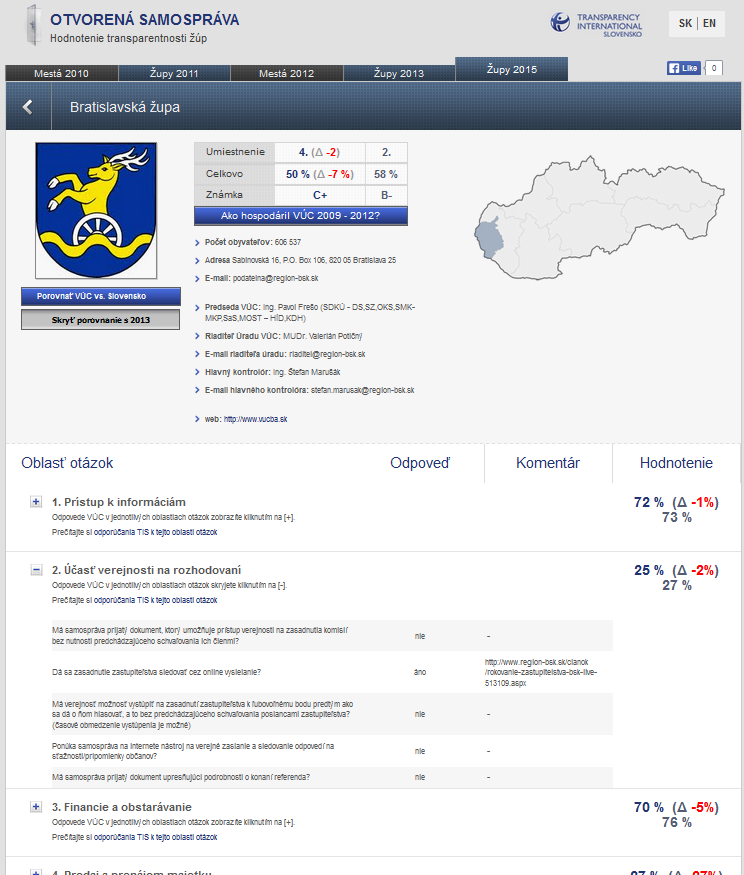 OTVORENÁ SAMOSPRÁVA
Hodnotenie transparentnosti žúp
TRANSPARENCY
INTERNATIONAL
SLOVENSKO
SK | EN
Mestá 2010
Župy 2011
Mestá 2012
Župy 2013
Župy 2015
Like
0
Bratislavská župa
Umiestnenie 4. (Δ -2) 2.
Celkovo 50 % (Δ -7 %) 58 %
Známka C+ B-
Ako hospodáril VÚC 2009 - 2012?
Porovnať VÚC vs. Slovensko
Skryť porovnanie s 2013
Počet obyvateľov: 606 537
Adresa Sabinovská 16, P.O. Box 106, 820 05 Bratislava 25
E-mail: podatelna@region-bsk.sk
Predseda VÚC: Ing. Pavol Frešo (SDKÚ - DS,SZ,OKS,SMK-
MKP,SaS,MOST – HÍD,KDH)
Riaditeľ Úradu VÚC: MUDr. Valerián Potičný
E-mail riaditeľa úradu: riaditel@region-bsk.sk
Hlavný kontrolór: Ing. Štefan Marušák
E-mail hlavného kontrolóra: stefan.marusak@region-bsk.sk
web: http://www.vucba.sk
Oblasť otázok
Odpoveď
Komentár
Hodnotenie
1. Prístup k informáciám
72 % (Δ -1%)
73 %
Odpovede VÚC v jednotlivých oblastiach otázok zobrazíte kliknutím na [+].
Prečítajte si odporúčania TIS k tejto oblasti otázok
2. Účasť verejnosti na rozhodovaní
25 % (Δ -2%)
27 %
Odpovede VÚC v jednotlivých oblastiach otázok skryjete kliknutím na [-].
Prečítajte si odporúčania TIS k tejto oblasti otázok
Má samospráva prijatý dokument, ktorý umožňuje prístup verejnosti na zasadnutia komisií
bez nutnosti predchádzajúceho schvaľovania ich členmi?
nie
-
Dá sa zasadnutie zastupiteľstva sledovať cez online vysielanie?
áno
http://www.region-bsk.sk/clanok
/rokovanie-zastupitelstva-bsk-live-
513109.aspx
Má verejnosť možnosť vystúpiť na zasadnutí zastupiteľstva k ľubovoľnému bodu predtým ako
sa dá o ňom hlasovať, a to bez predchádzajúceho schvaľovania poslancami zastupiteľstva?
(časové obmedzenie vystúpenia je možné)
nie
-
Ponúka samospráva na internete nástroj na verejné zaslanie a sledovanie odpovedí na
sťažnosti/pripomienky občanov?
nie
-
Má samospráva prijatý dokument upresňujúci podrobnosti o konaní referenda?
nie
-
3. Financie a obstarávanie
70 % (Δ -5%)
76 %
Odpovede VÚC v jednotlivých oblastiach otázok zobrazíte kliknutím na [+].
Prečítajte si odporúčania TIS k tejto oblasti otázok
4. Predaj a prenájom majetku